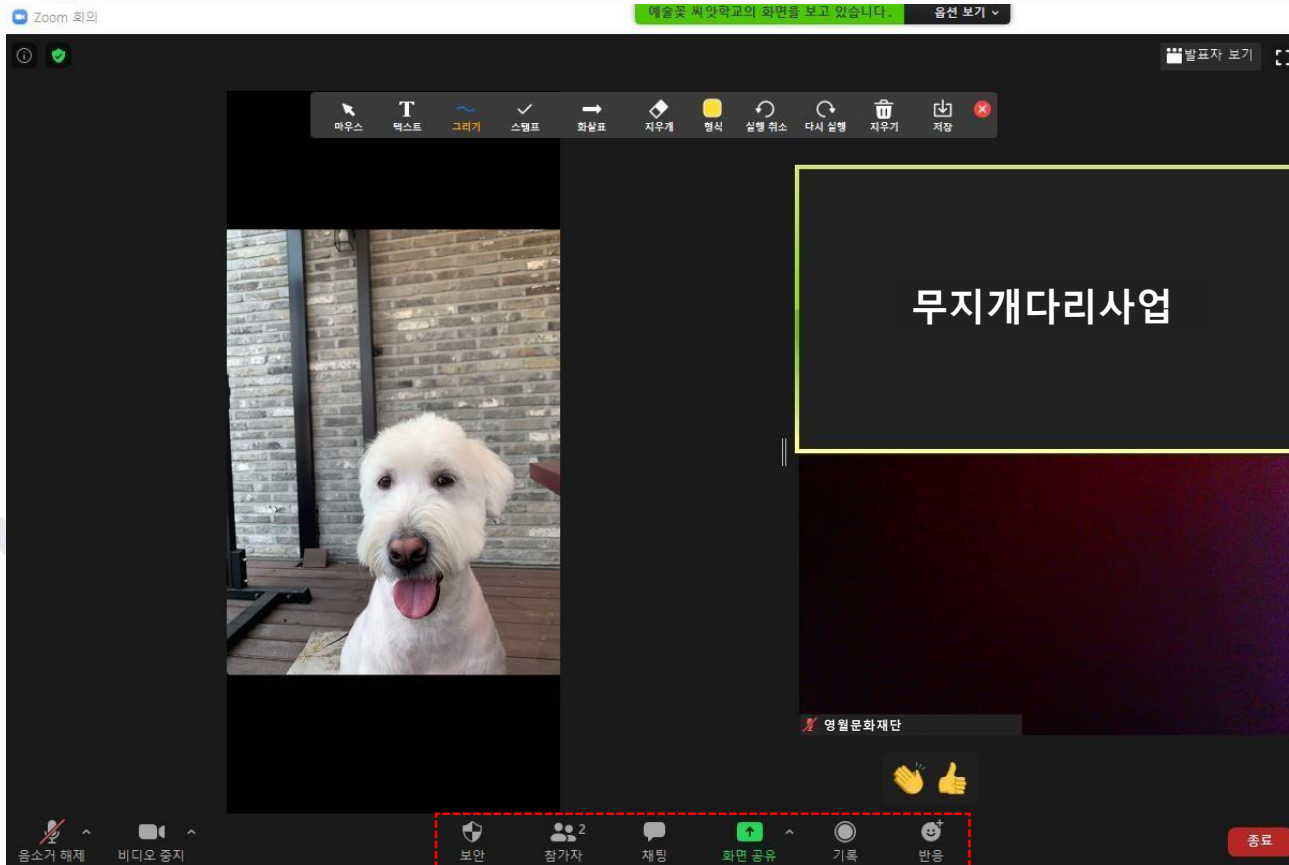 Zoom 회의
예술꽃 씨앗학교의 화면을 보고 있습니다. 옵션 보기
발표자 보기
마우스 텍스트 그리기 스탬프 화살표 지우개 형식 실행 취소 다시 실행 지우기 저장
무지개다리사업
영월문화재단
2
음소거 해제 비디오 중지 보안 참가자 채팅 화면 공유 기록 반응 종료